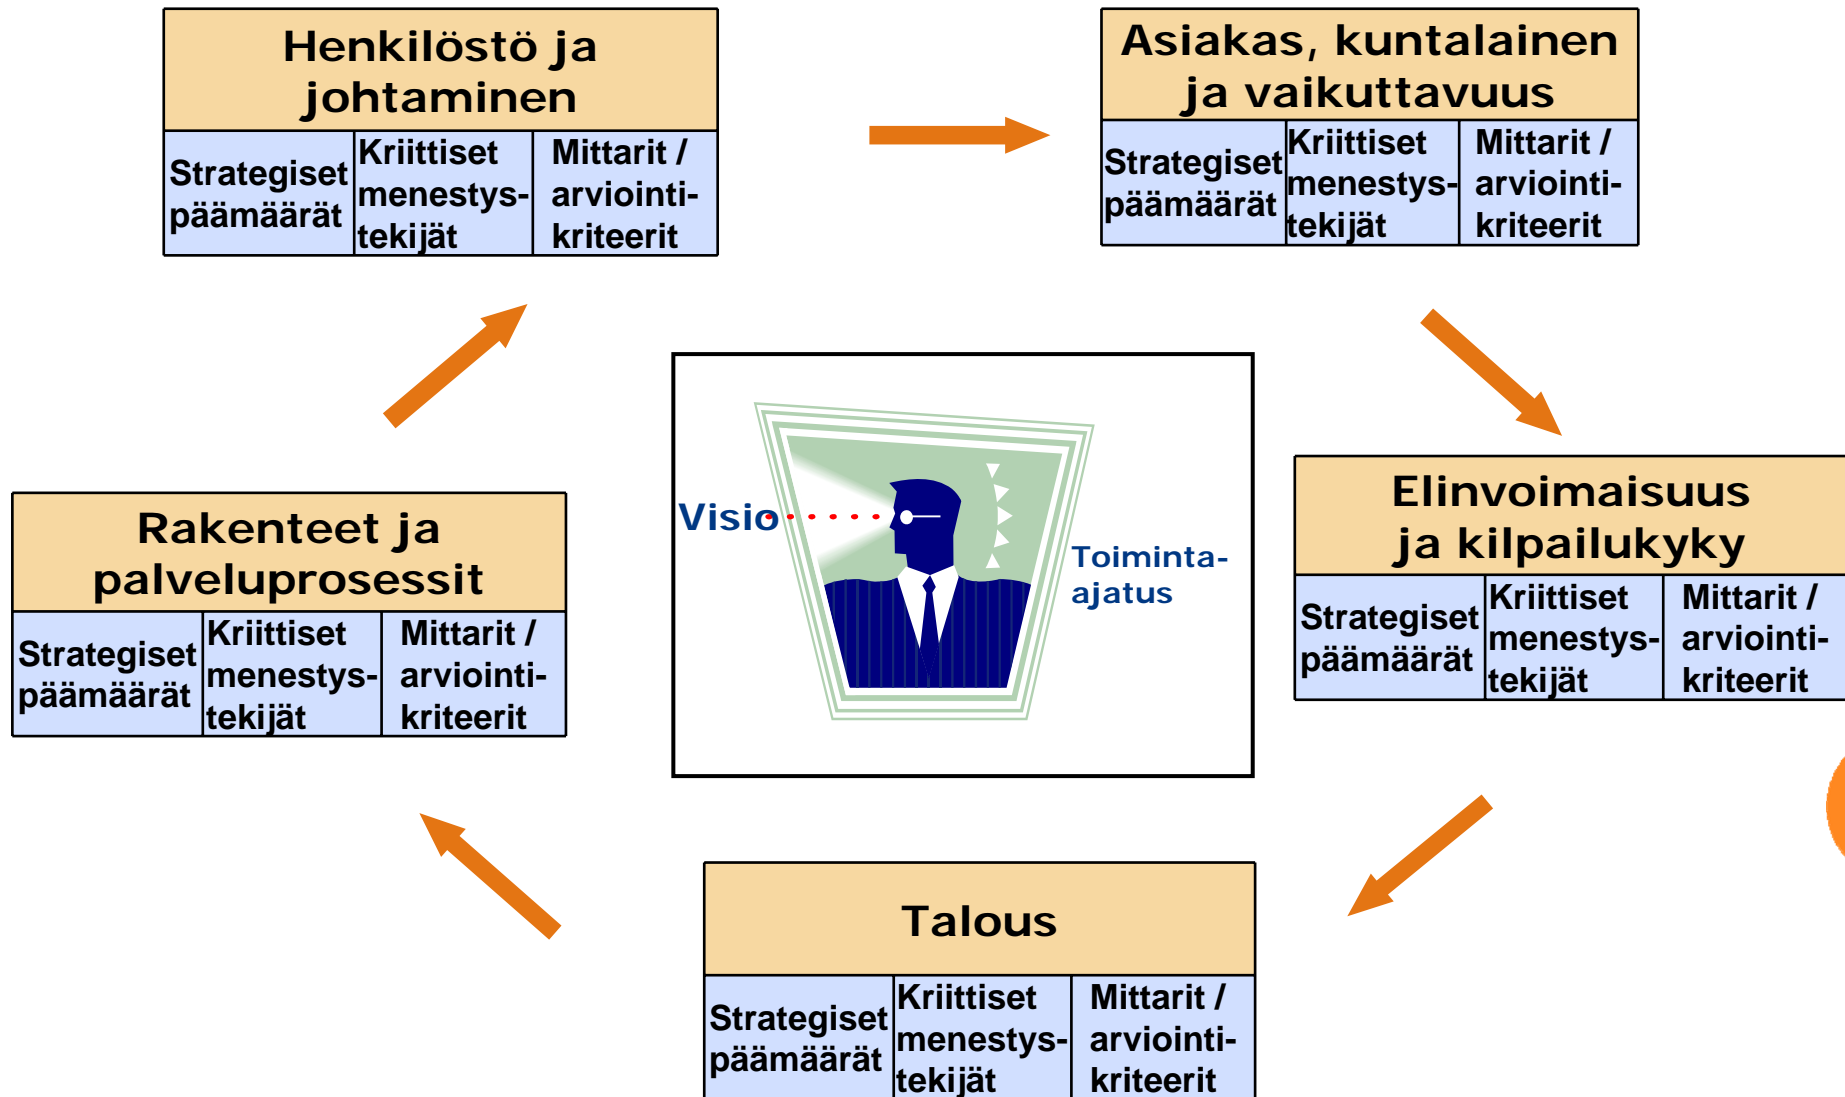 Henkilöstö ja
johtaminen
Strategiset
päämäärät
Kriittiset
menestys-
tekijät
Mittarit /
arviointi-
kriteerit
Asiakas, kuntalainen
ja vaikuttavuus
Strategiset
päämäärät
Kriittiset
menestys-
tekijät
Mittarit /
arviointi-
kriteerit
Visio
Toiminta-
ajatus
Rakenteet ja
palveluprosessit
Strategiset
päämäärät
Kriittiset
menestys-
tekijät
Mittarit /
arviointi-
kriteerit
Elinvoimaisuus
ja kilpailukyky
Strategiset
päämäärät
Kriittiset
menestys-
tekijät
Mittarit /
arviointi-
kriteerit
Talous
Strategiset
päämäärät
Kriittiset
menestys-
tekijät
Mittarit /
arviointi-
kriteerit